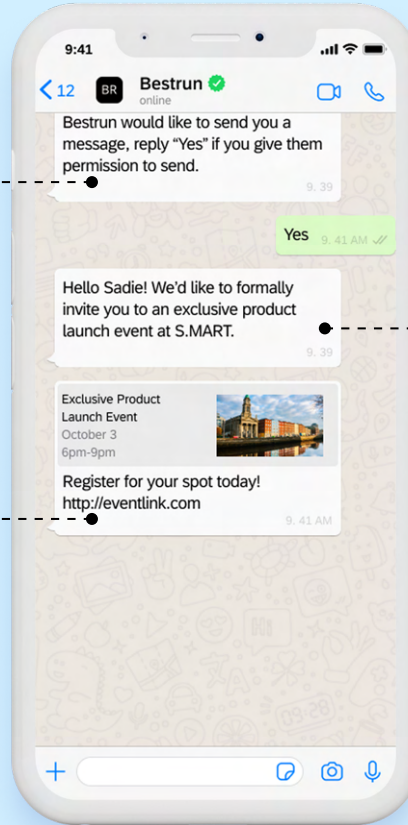 9:41
12
BR
Bestrun
online
Bestrun would like to send you a
message, reply “Yes” if you give them
permission to send.
9. 39
Yes
9. 41 AM
Hello Sadie! We’d like to formally
invite you to an exclusive product
launch event at S.MART.
9. 39
Exclusive Product
Launch Event
October 3
6pm-9pm
Register for your spot today!
http://eventlink.com
9. 41 AM